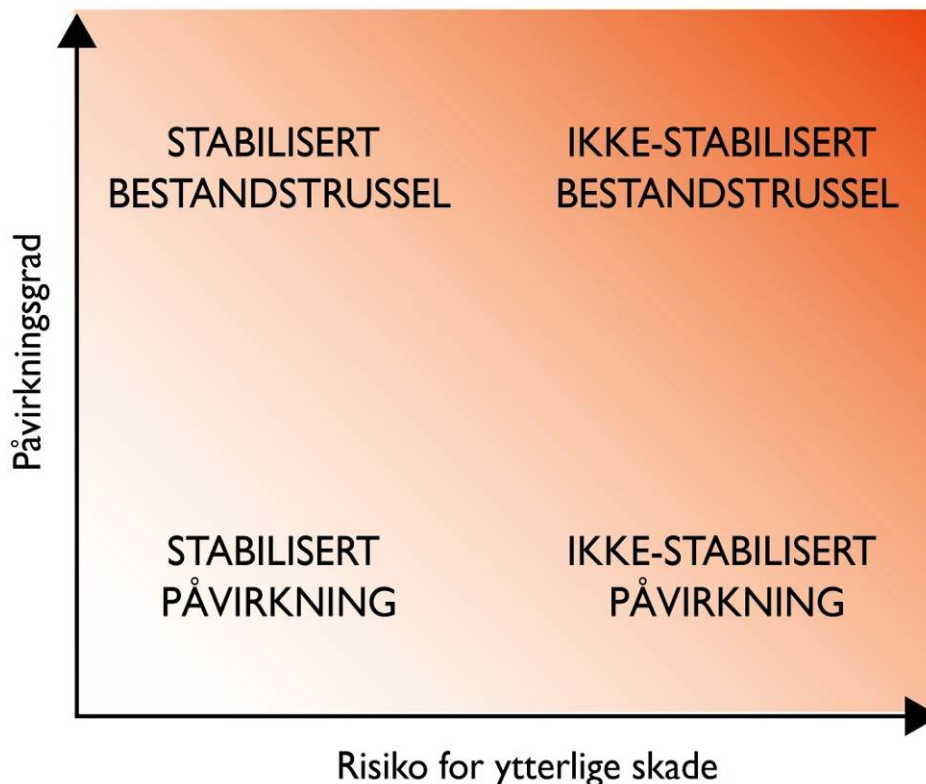 STABILISERT
BESTANDSTRUSSEL
IKKE-STABILISERT
BESTANDSTRUSSEL
Påvirkningsgrad
STABILISERT
PÅVIRKNING
IKKE-STABILISERT
PÅVIRKNING
Risiko for ytterlige skade